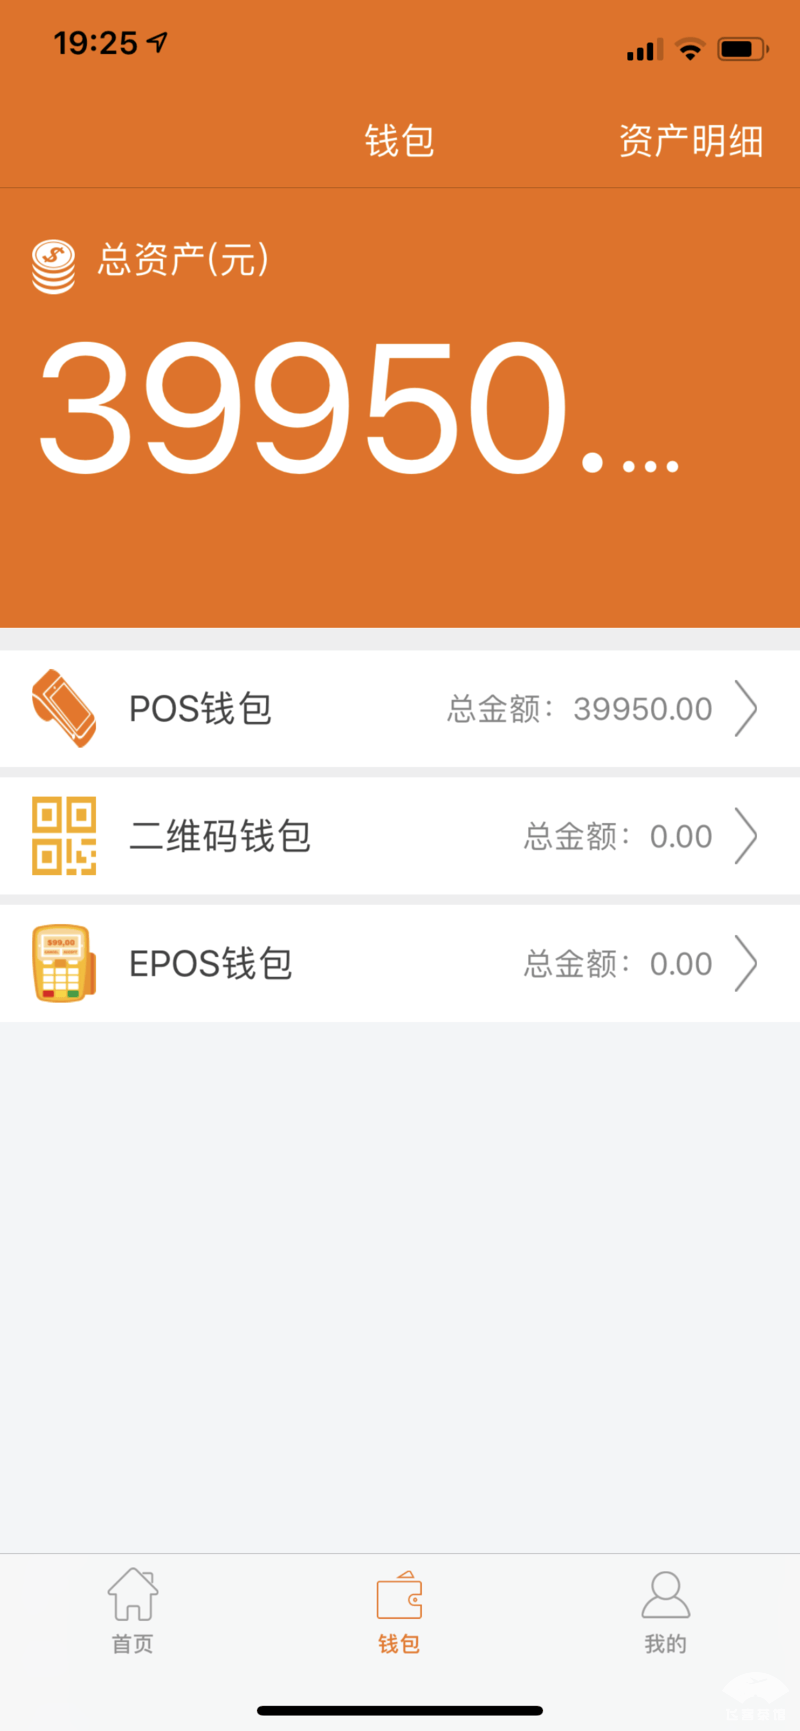 19:25
钱包
资产明细
总资产(元)
39950....
POS钱包
总金额：39950.00
二维码钱包
总金额：0.00
$99,00
EPOS钱包
总金额：0.00
首页
钱包
我的